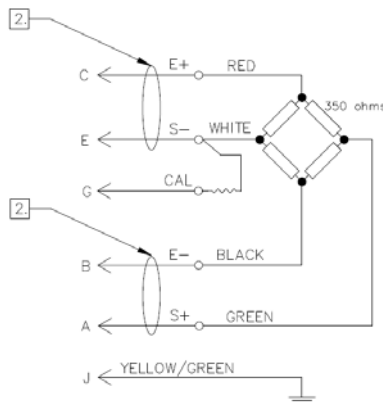 2.
C E+ RED
350 ohms
E S- WHITE
G CAL
2.
B E- BLACK
A S+ GREEN
J YELLOW/GREEN